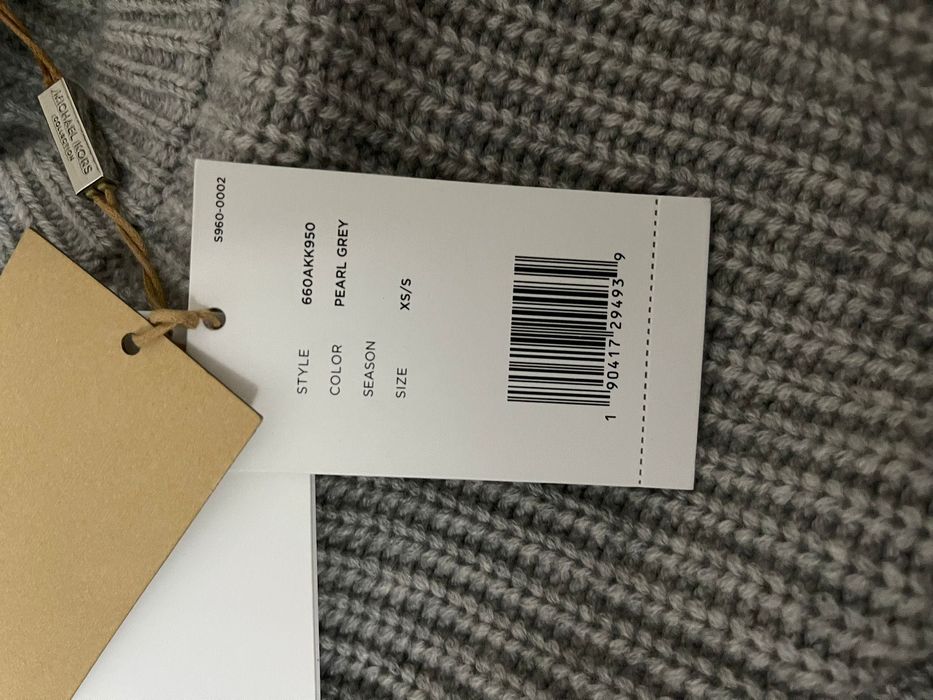 MICHAEL KORS
COLLECTION
S960-0002
STYLE 660AKK950
COLOR PEARL GREY
SEASON
SIZE XS/S
1 90417 29493 9